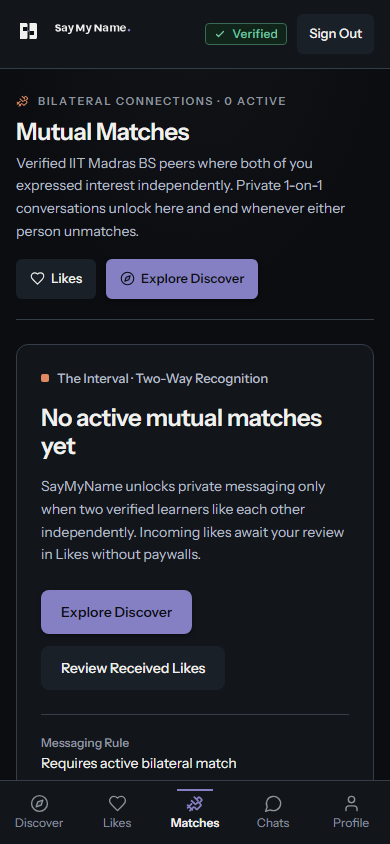 Say My Name.
Verified
Sign Out
BILATERAL CONNECTIONS · 0 ACTIVE
Mutual Matches
Verified IIT Madras BS peers where both of you
expressed interest independently. Private 1-on-1
conversations unlock here and end whenever either
person unmatches.
Likes
Explore Discover
The Interval · Two-Way Recognition
No active mutual matches
yet
SayMyName unlocks private messaging only
when two verified learners like each other
independently. Incoming likes await your review
in Likes without paywalls.
Explore Discover
Review Received Likes
Messaging Rule
Requires active bilateral match
Discover
Likes
Matches
Chats
Profile